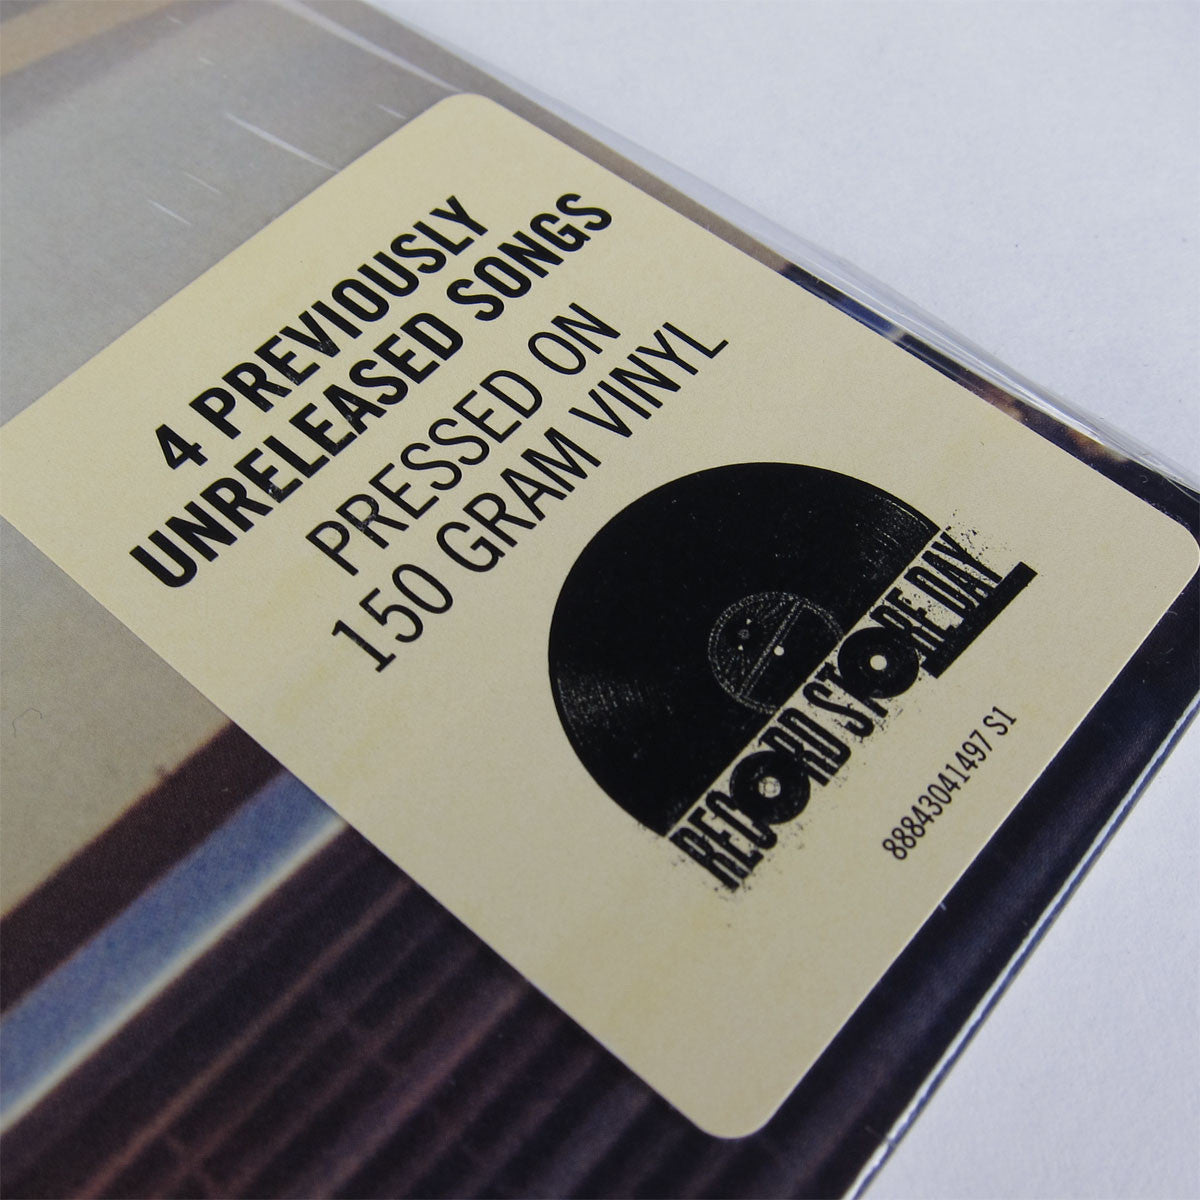 4 PREVIOUSLY
UNRELEASED SONGS
PRESSED ON
150 GRAM VINYL
RECORD STORE DAY
88843041497 S1